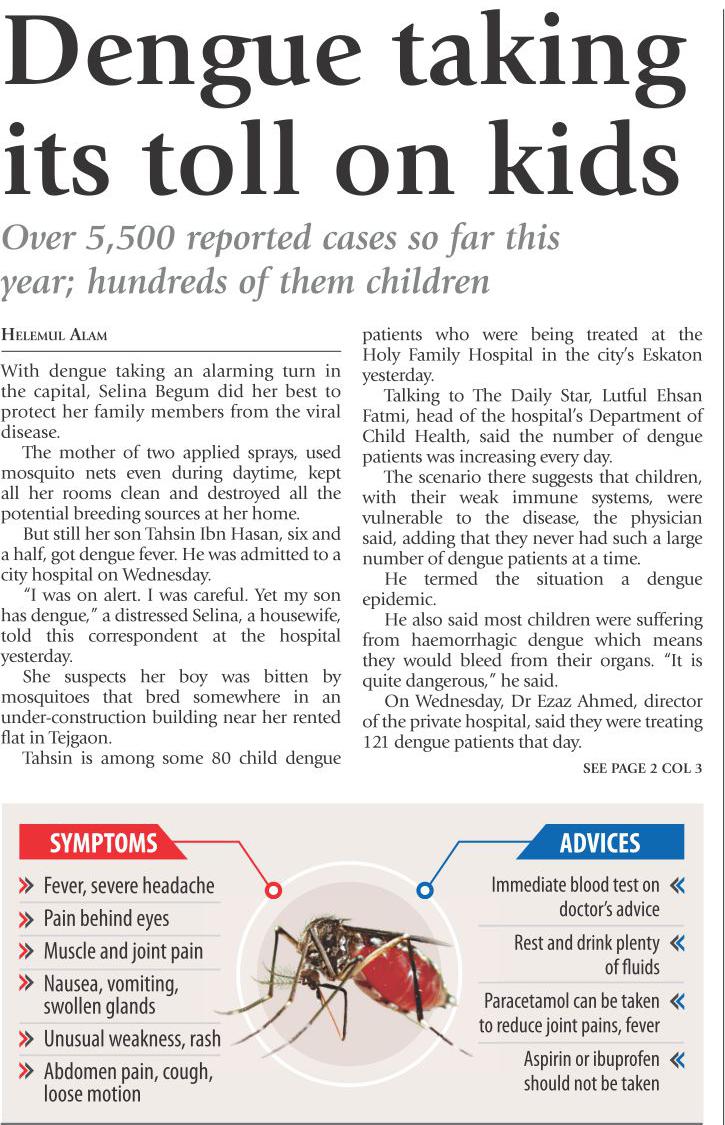 Dengue taking
its toll on kids
Over 5,500 reported cases so far this
year; hundreds of them children
HELEMUL ALAM
With dengue taking an alarming turn in
the capital, Selina Begum did her best to
protect her family members from the viral
disease.
The mother of two applied sprays, used
mosquito nets even during daytime, kept
all her rooms clean and destroyed all the
potential breeding sources at her home.
But still her son Tahsin Ibn Hasan, six and
a half, got dengue fever. He was admitted to a
city hospital on Wednesday.
“I was on alert. I was careful. Yet my son
has dengue,” a distressed Selina, a housewife,
told this correspondent at the hospital
yesterday.
She suspects her boy was bitten by
mosquitoes that bred somewhere in an
under-construction building near her rented
flat in Tejgaon.
Tahsin is among some 80 child dengue
patients who were being treated at the
Holy Family Hospital in the city’s Eskaton
yesterday.
Talking to The Daily Star, Lutful Ehsan
Fatmi, head of the hospital’s Department of
Child Health, said the number of dengue
patients was increasing every day.
The scenario there suggests that children,
with their weak immune systems, were
vulnerable to the disease, the physician
said, adding that they never had such a large
number of dengue patients at a time.
He termed the situation a dengue
epidemic.
He also said most children were suffering
from haemorrhagic dengue which means
they would bleed from their organs. “It is
quite dangerous,” he said.
On Wednesday, Dr Ezaz Ahmed, director
of the private hospital, said they were treating
121 dengue patients that day.
SEE PAGE 2 COL 3
SYMPTOMS
Fever, severe headache
Pain behind eyes
Muscle and joint pain
Nausea, vomiting,
swollen glands
Unusual weakness, rash
Abdomen pain, cough,
loose motion
ADVICES
Immediate blood test on
doctor’s advice
Rest and drink plenty
of fluids
Paracetamol can be taken
to reduce joint pains, fever
Aspirin or ibuprofen
should not be taken